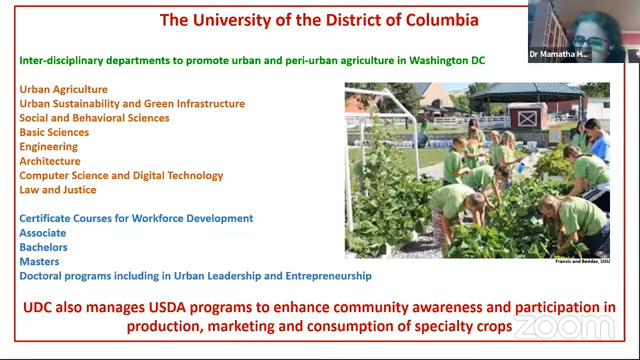 The University of the District of Columbia
Dr Mamatha H...
Inter-disciplinary departments to promote urban and peri-urban agriculture in Washington DC
Urban Agriculture
Urban Sustainability and Green Infrastructure
Social and Behavioral Sciences
Basic Sciences
Engineering
Architecture
Computer Science and Digital Technology
Law and Justice
Certificate Courses for Workforce Development
Associate
Bachelors
Masters
Doctoral programs including in Urban Leadership and Entrepreneurship
Francis and Beddes, USU
UDC also manages USDA programs to enhance community awareness and participation in
production, marketing and consumption of specialty crops
zoom